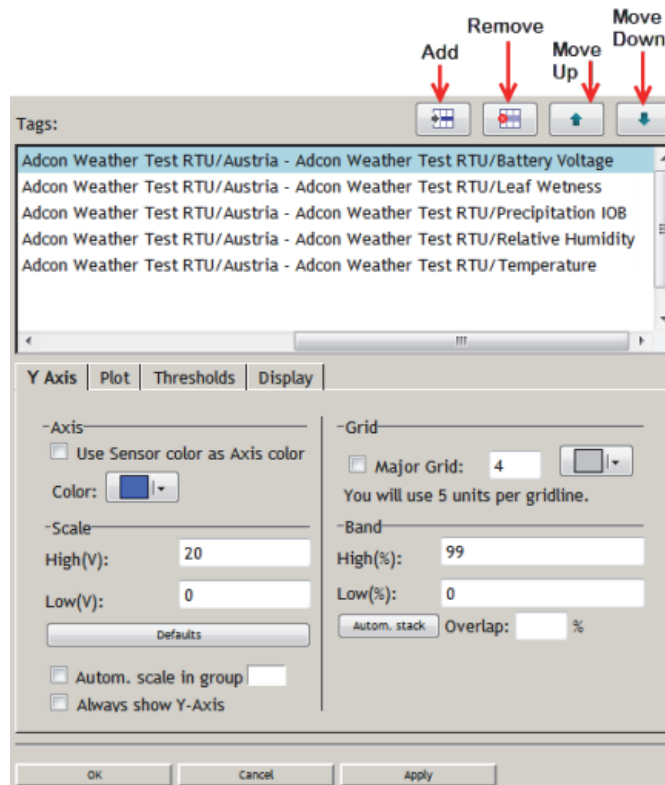 Add
Remove
Move
Up
Move
Down
Tags:
Adcon Weather Test RTU/Austria - Adcon Weather Test RTU/Battery Voltage
Adcon Weather Test RTU/Austria - Adcon Weather Test RTU/Leaf Wetness
Adcon Weather Test RTU/Austria - Adcon Weather Test RTU/Precipitation IOB
Adcon Weather Test RTU/Austria - Adcon Weather Test RTU/Relative Humidity
Adcon Weather Test RTU/Austria - Adcon Weather Test RTU/Temperature
Y Axis Plot Thresholds Display
Axis
Use Sensor color as Axis color
Color:
Scale
High(V): 20
Low(V): 0
Defaults
Autom. scale in group
Always show Y-Axis
Grid
Major Grid: 4
You will use 5 units per gridline.
Band
High(%): 99
Low(%): 0
Autom. stack Overlap: %
OK Cancel Apply